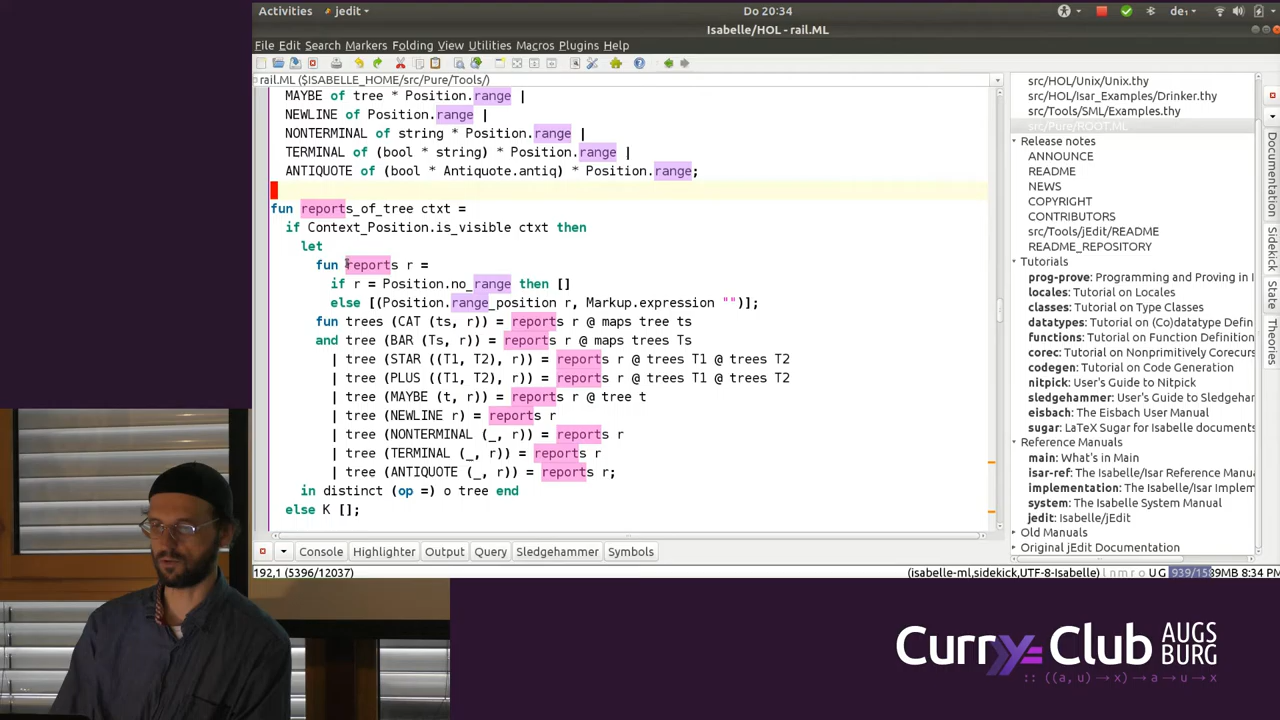 Activities jedit Do 20:34 de₁
Isabelle/HOL - rail.ML
File Edit Search Markers Folding View Utilities Macros Plugins Help
rail.ML ($ISABELLE_HOME/src/Pure/Tools/)
MAYBE of tree * Position.range |
NEWLINE of Position.range |
NONTERMINAL of string * Position.range |
TERMINAL of (bool * string) * Position.range |
ANTIQUOTE of (bool * Antiquote.antiq) * Position.range;
fun reports_of_tree ctxt =
if Context_Position.is_visible ctxt then
let
fun reports r =
if r = Position.no_range then []
else [(Position.range_position r, Markup.expression "")];
fun trees (CAT (ts, r)) = reports r @ maps tree ts
and tree (BAR (Ts, r)) = reports r @ maps trees Ts
| tree (STAR ((T1, T2), r)) = reports r @ trees T1 @ trees T2
| tree (PLUS ((T1, T2), r)) = reports r @ trees T1 @ trees T2
| tree (MAYBE (t, r)) = reports r @ tree t
| tree (NEWLINE r) = reports r
| tree (NONTERMINAL (_, r)) = reports r
| tree (TERMINAL (_, r)) = reports r
| tree (ANTIQUOTE (_, r)) = reports r;
in distinct (op =) o tree end
else K [];
src/HOL/Unix/Unix.thy
src/HOL/Isar_Examples/Drinker.thy
src/Tools/SML/Examples.thy
src/Pure/ROOT.ML
Release notes
ANNOUNCE
README
NEWS
COPYRIGHT
CONTRIBUTORS
src/Tools/jEdit/README
README_REPOSITORY
Tutorials
prog-prove: Programming and Proving in
locales: Tutorial on Locales
classes: Tutorial on Type Classes
datatypes: Tutorial on (Co)datatype Defin
functions: Tutorial on Function Definition
corec: Tutorial on Nonprimitively Corecurs
codegen: Tutorial on Code Generation
nitpick: User's Guide to Nitpick
sledgehammer: User's Guide to Sledgeha
eisbach: The Eisbach User Manual
sugar: LaTeX Sugar for Isabelle documents
Reference Manuals
main: What's in Main
isar-ref: The Isabelle/Isar Reference Manua
implementation: The Isabelle/Isar Implem
system: The Isabelle System Manual
jedit: Isabelle/jEdit
Old Manuals
Original jEdit Documentation
Documentation
Sidekick
State
Theories
Console Highlighter Output Query Sledgehammer Symbols
192,1 (5396/12037) (isabelle-ml,sidekick,UTF-8-Isabelle) l n m r o U G 8:34 PM
Curry Club AUGS
BURG
:: ((a, u) → x) → a → u → x